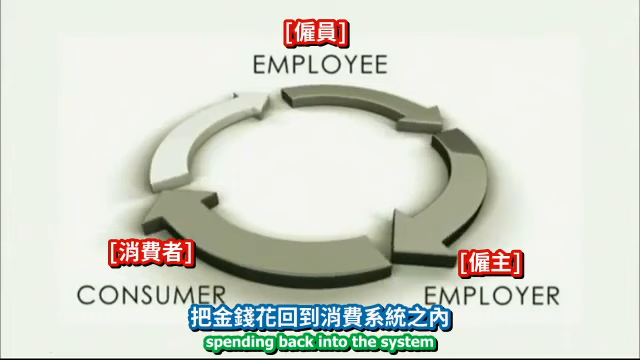 [僱員]
EMPLOYEE
[消費者]
CONSUMER
[僱主]
EMPLOYER
把金錢花回到消費系統之內
spending back into the system